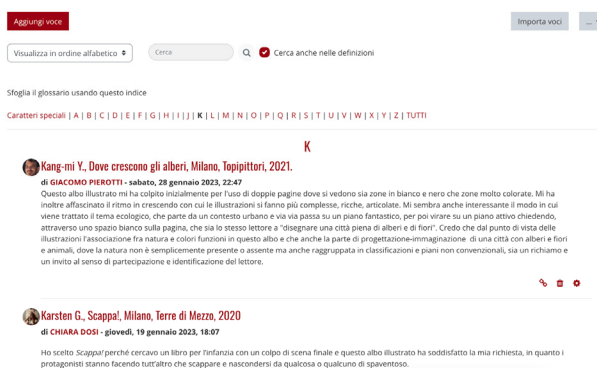 Aggiungi voce
Importa voci
...
Visualizza in ordine alfabetico
Cerca
Cerca anche nelle definizioni
Sfoglia il glossario usando questo indice
Caratteri speciali | A | B | C | D | E | F | G | H | I | J | K | L | M | N | O | P | Q | R | S | T | U | V | W | X | Y | Z | TUTTI
K
Kang-mi Y., Dove crescono gli alberi, Milano, Topipittori, 2021.
di GIACOMO PIEROTTI - sabato, 28 gennaio 2023, 22:47
Questo albo illustrato mi ha colpito inizialmente per l'uso di doppie pagine dove si vedono sia zone in bianco e nero che zone molto colorate. Mi ha
inoltre affascinato il ritmo in crescendo con cui le illustrazioni si fanno più complesse, ricche, articolate. Mi sembra anche interessante il modo in cui
viene trattato il tema ecologico, che parte da un contesto urbano e via via passa su un piano fantastico, per poi virare su un piano attivo chiedendo,
attraverso uno spazio bianco sulla pagina, che sia lo stesso lettore a "disegnare una città piena di alberi e di fiori". Credo che dal punto di vista delle
illustrazioni l'associazione fra natura e colori funzioni in questo albo e che anche la parte di progettazione-immaginazione di una città con alberi e fiori
e animali, dove la natura non è semplicemente presente o assente ma anche raggruppata in classificazioni e piani non convenzionali, sia un richiamo e
un invito al senso di partecipazione e identificazione del lettore.
Karsten G., Scappa!, Milano, Terre di Mezzo, 2020
di CHIARA DOSI - giovedì, 19 gennaio 2023, 18:07
Ho scelto Scappa! perché cercavo un libro per l'infanzia con un colpo di scena finale e questo albo illustrato ha soddisfatto la mia richiesta, in quanto i
protagonisti stanno facendo tutt'altro che scappare e nascondersi da qualcosa o qualcuno di spaventoso.